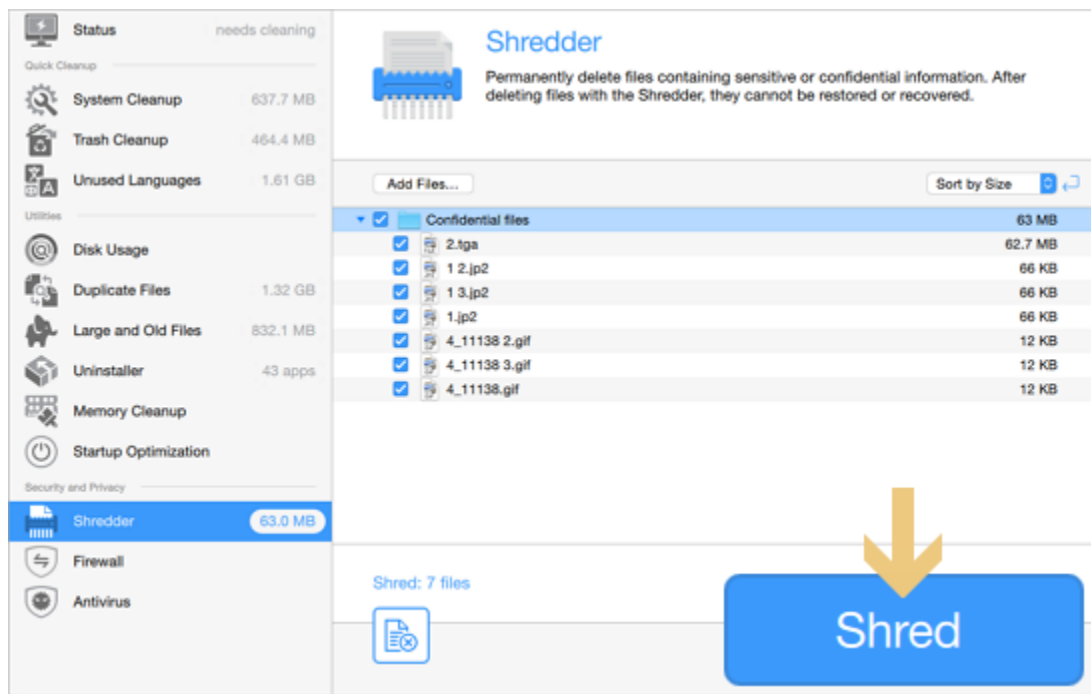 Status needs cleaning
Quick Cleanup
System Cleanup 637.7 MB
Trash Cleanup 464.4 MB
Unused Languages 1.61 GB
Utilities
Disk Usage
Duplicate Files 1.32 GB
Large and Old Files 832.1 MB
Uninstaller 43 apps
Memory Cleanup
Startup Optimization
Security and Privacy
Shredder 63.0 MB
Firewall
Antivirus
Shredder
Permanently delete files containing sensitive or confidential information. After
deleting files with the Shredder, they cannot be restored or recovered.
Add Files... Sort by Size
Confidential files 63 MB
2.tga 62.7 MB
1 2.jp2 66 KB
1 3.jp2 66 KB
1.jp2 66 KB
4_11138 2.gif 12 KB
4_11138 3.gif 12 KB
4_11138.gif 12 KB
Shred: 7 files
Shred